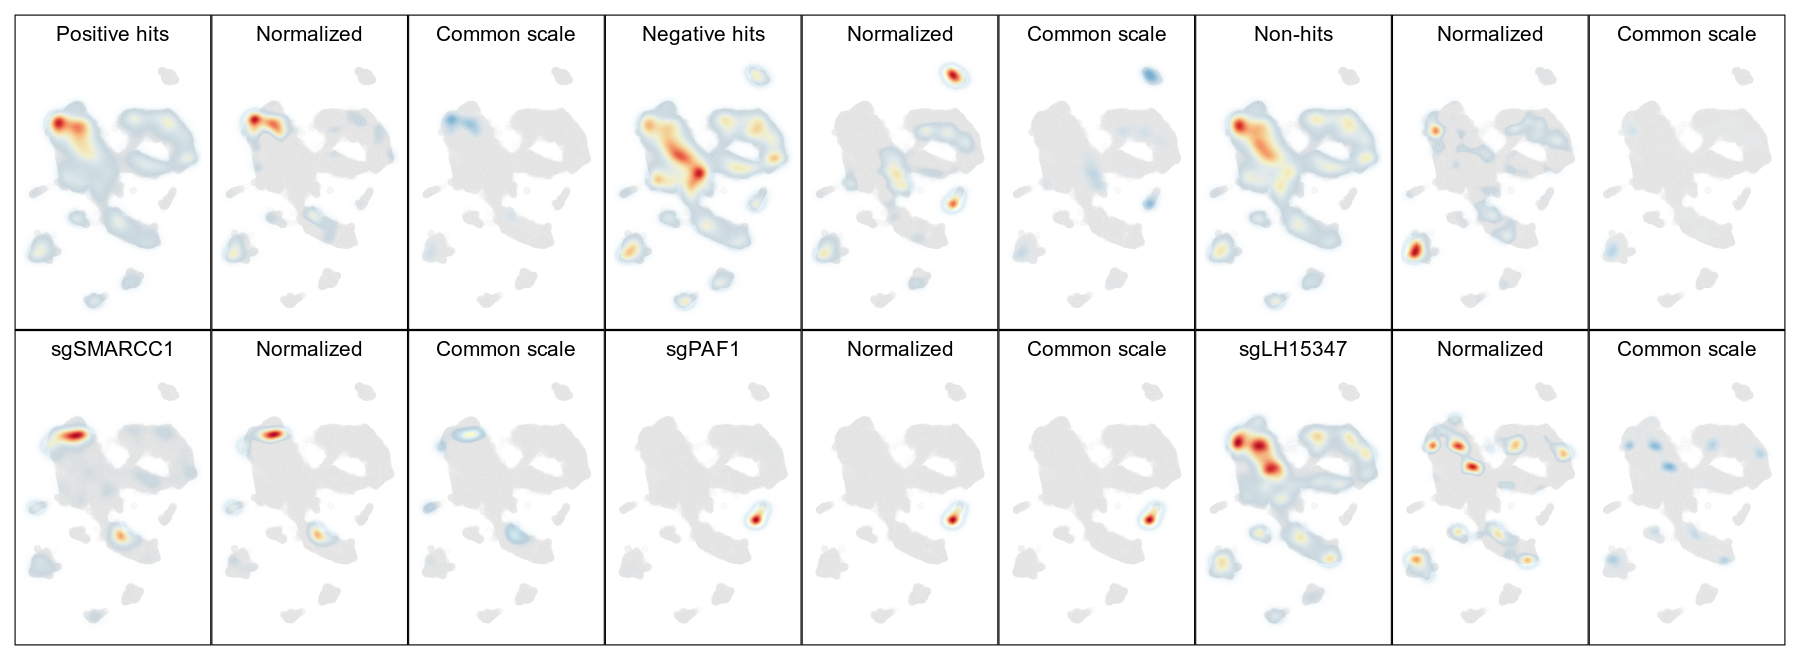 Positive hits
Normalized
Common scale
Negative hits
Normalized
Common scale
Non-hits
Normalized
Common scale
sgSMARCC1
Normalized
Common scale
sgPAF1
Normalized
Common scale
sgLH15347
Normalized
Common scale